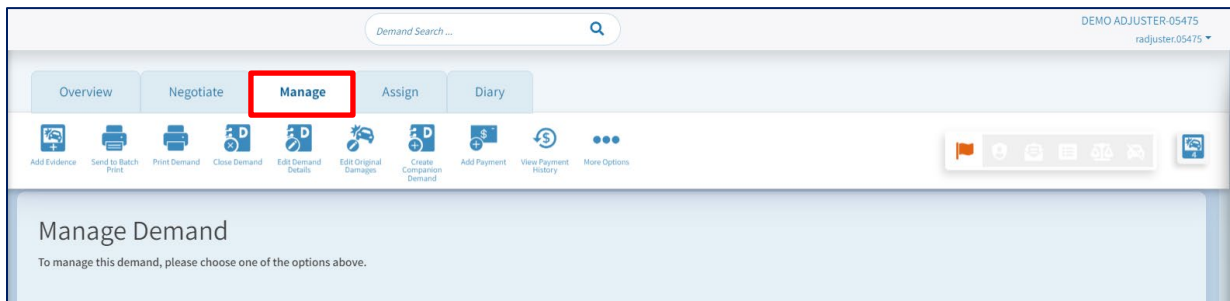 Demand Search ...
DEMO ADJUSTER-05475
radjuster.05475
Overview
Negotiate
Manage
Assign
Diary
Add Evidence
Send to Batch
Print
Print Demand
Close Demand
Edit Demand
Details
Edit Original
Damages
Create
Companion
Demand
Add Payment
View Payment
History
More Options
4
Manage Demand
To manage this demand, please choose one of the options above.